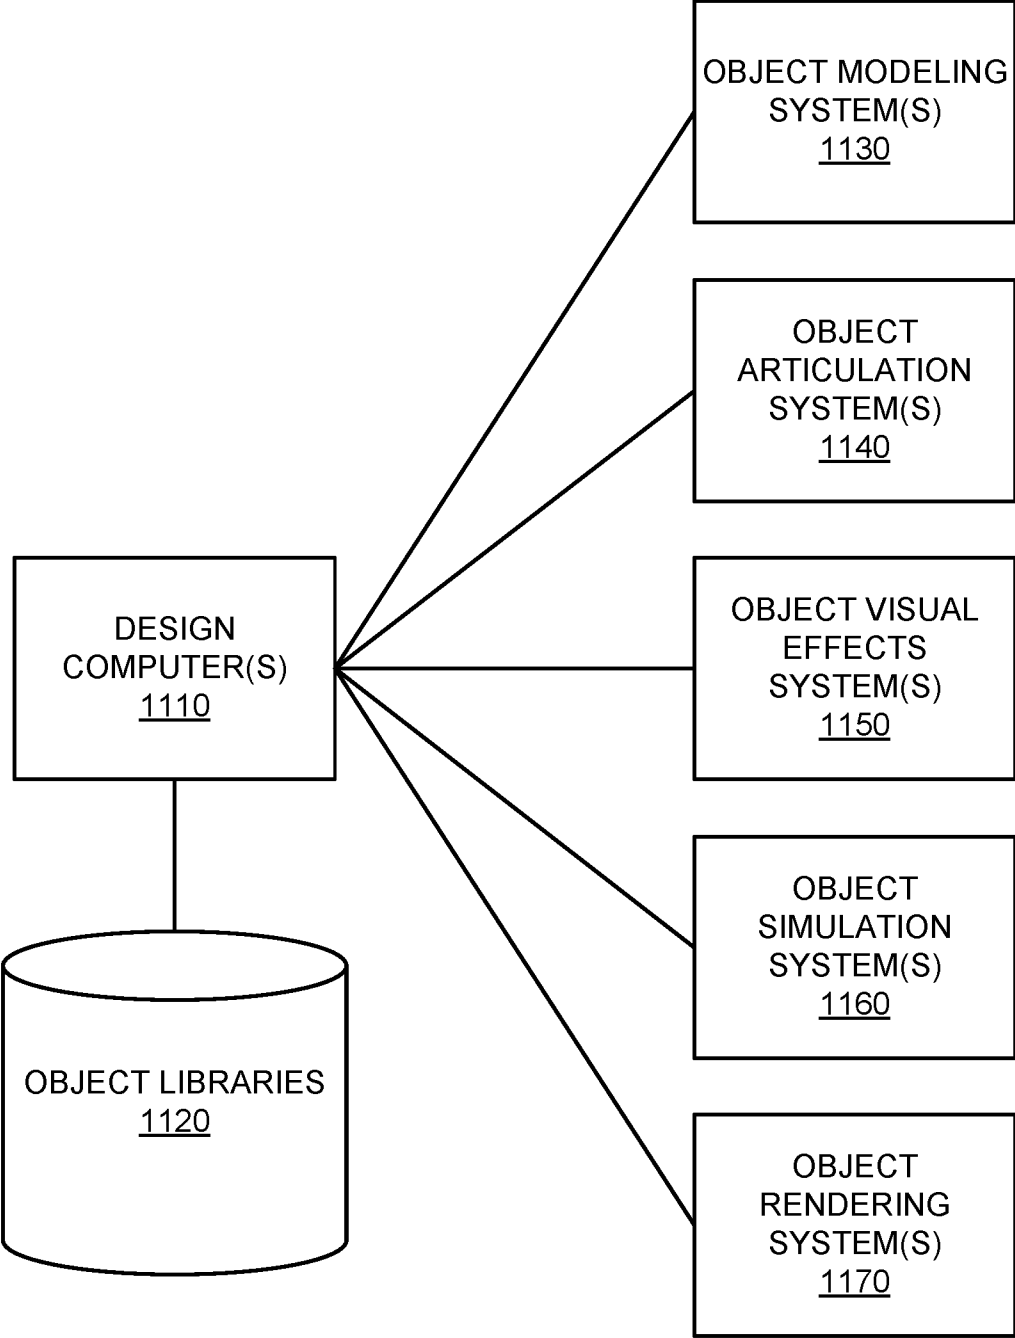 OBJECT MODELING
SYSTEM(S)
1130
OBJECT
ARTICULATION
SYSTEM(S)
1140
DESIGN
COMPUTER(S)
1110
OBJECT VISUAL
EFFECTS
SYSTEM(S)
1150
OBJECT
SIMULATION
SYSTEM(S)
1160
OBJECT LIBRARIES
1120
OBJECT
RENDERING
SYSTEM(S)
1170